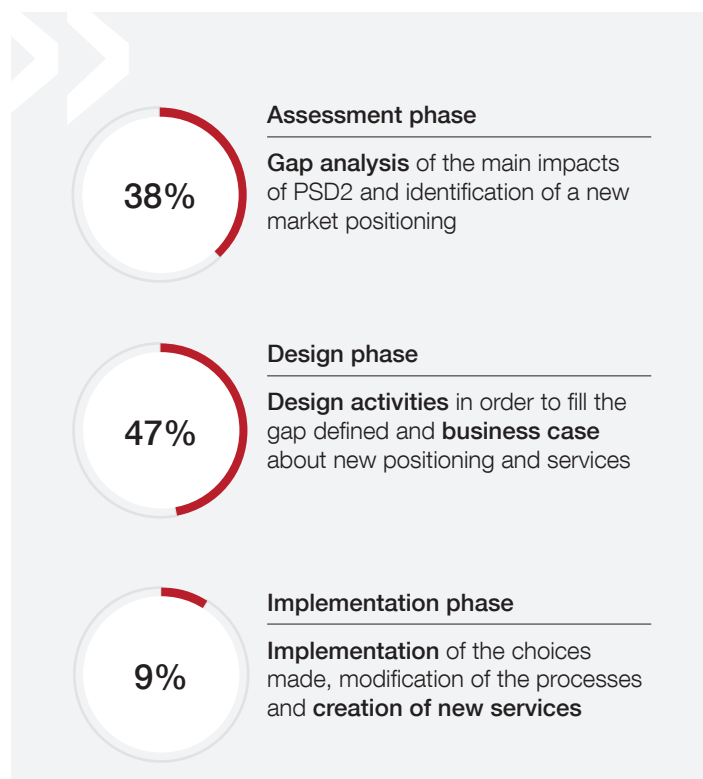 Assessment phase
38%
Gap analysis of the main impacts
of PSD2 and identification of a new
market positioning
Design phase
47%
Design activities in order to fill the
gap defined and business case
about new positioning and services
Implementation phase
9%
Implementation of the choices
made, modification of the processes
and creation of new services